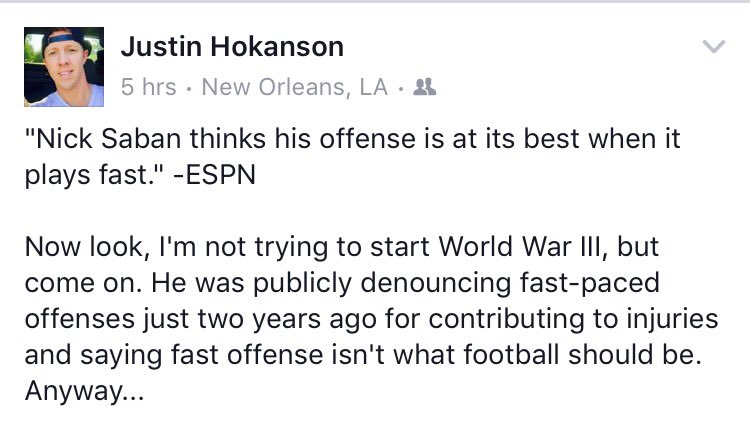 Justin Hokanson
5 hrs · New Orleans, LA ·
"Nick Saban thinks his offense is at its best when it
plays fast." -ESPN
Now look, I'm not trying to start World War III, but
come on. He was publicly denouncing fast-paced
offenses just two years ago for contributing to injuries
and saying fast offense isn't what football should be.
Anyway...